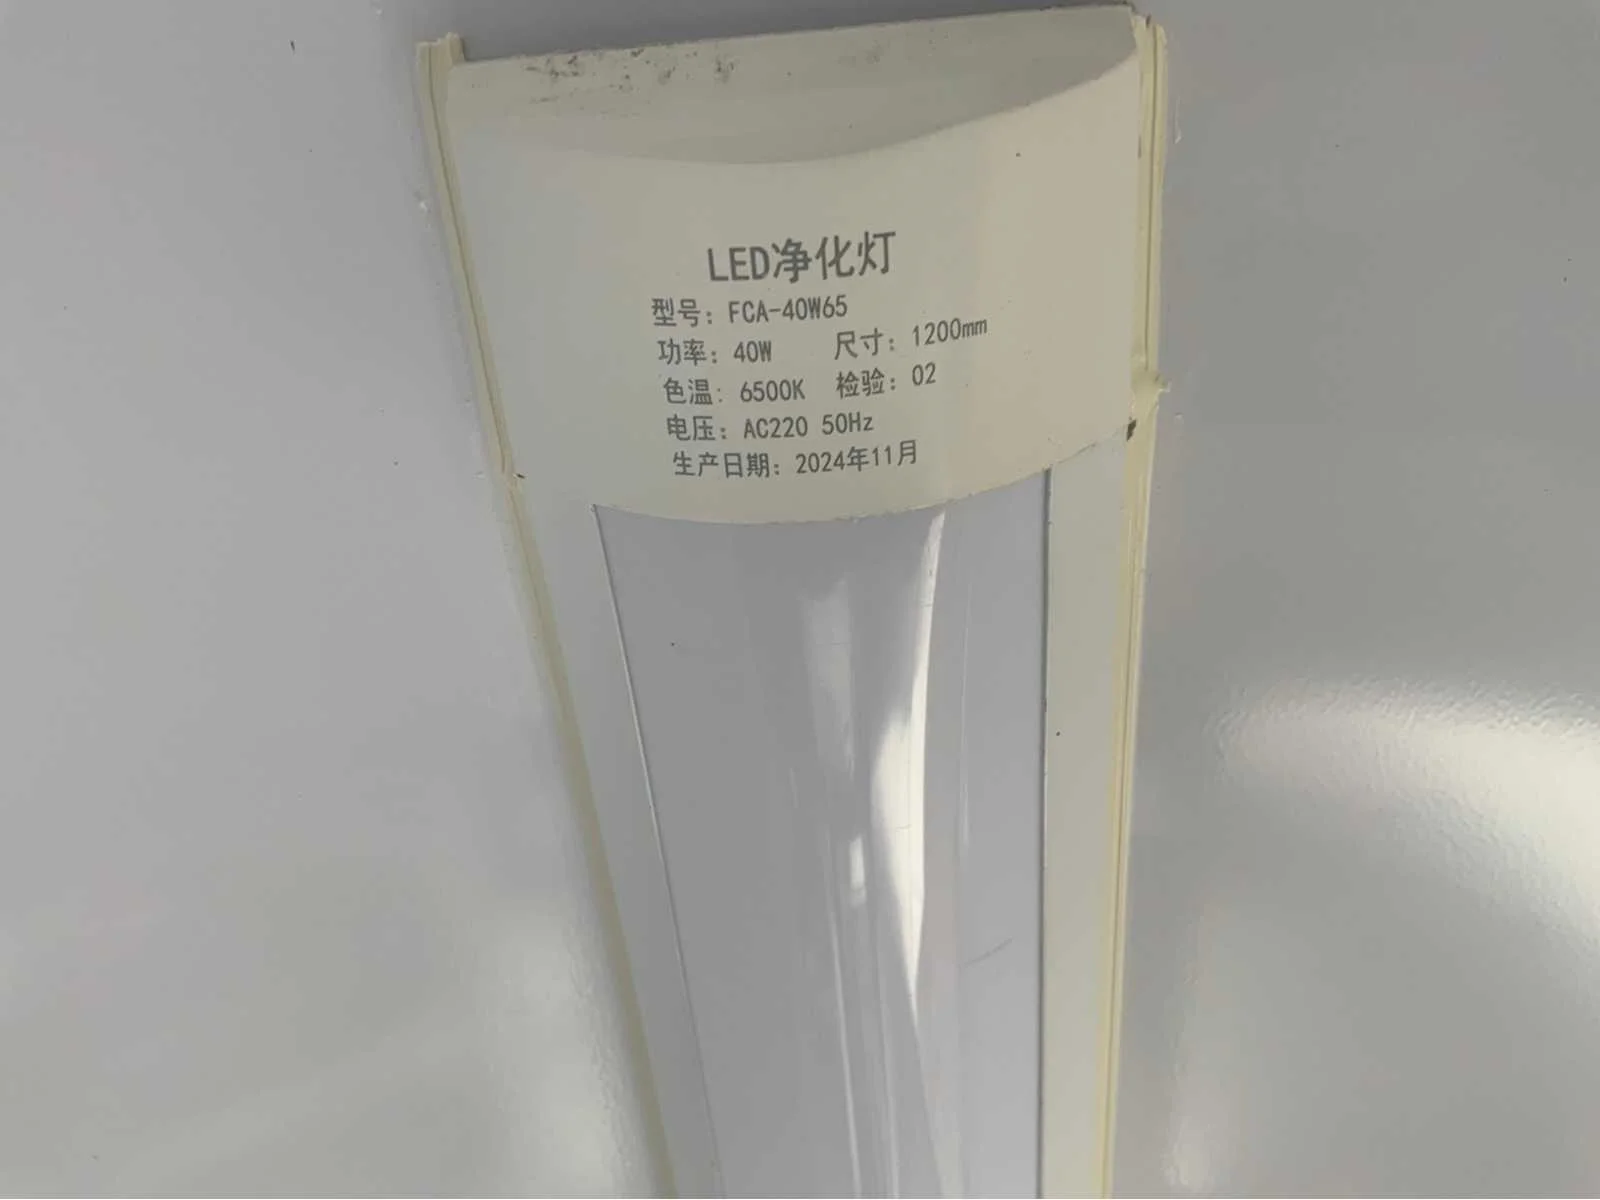 LED净化灯
型号：FCA-40W65
功率：40W 尺寸：1200mm
色温：6500K 检验：02
电压：AC220 50Hz
生产日期：2024年11月